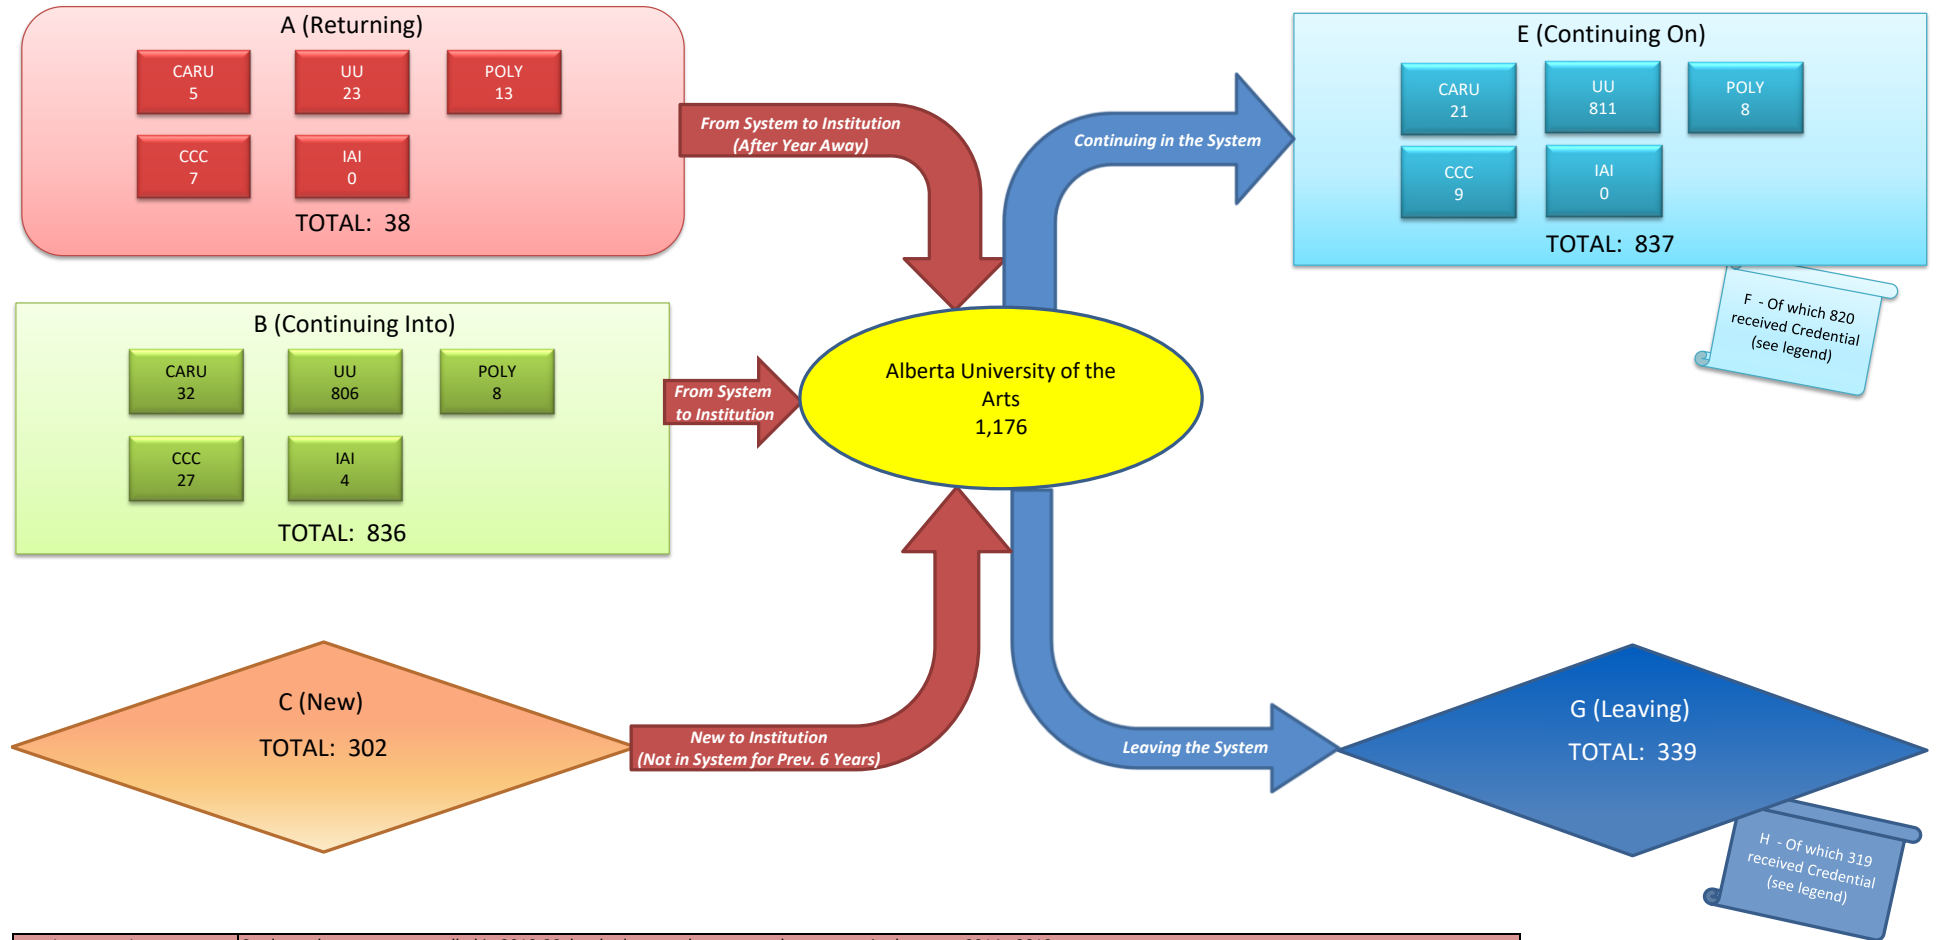 A (Returning)
CARU
5
UU
23
POLY
13
CCC
7
IAI
0
TOTAL: 38
From System to Institution
(After Year Away)
B (Continuing Into)
CARU
32
UU
806
POLY
8
CCC
27
IAI
4
TOTAL: 836
From System
to Institution
C (New)
TOTAL: 302
New to Institution
(Not in System for Prev. 6 Years)
Alberta University of the
Arts
1,176
Continuing in the System
E (Continuing On)
CARU
21
UU
811
POLY
8
CCC
9
IAI
0
TOTAL: 837
F - Of which 820
received Credential
(see legend)
Leaving the System
G (Leaving)
TOTAL: 339
H - Of which 319
received Credential
(see legend)